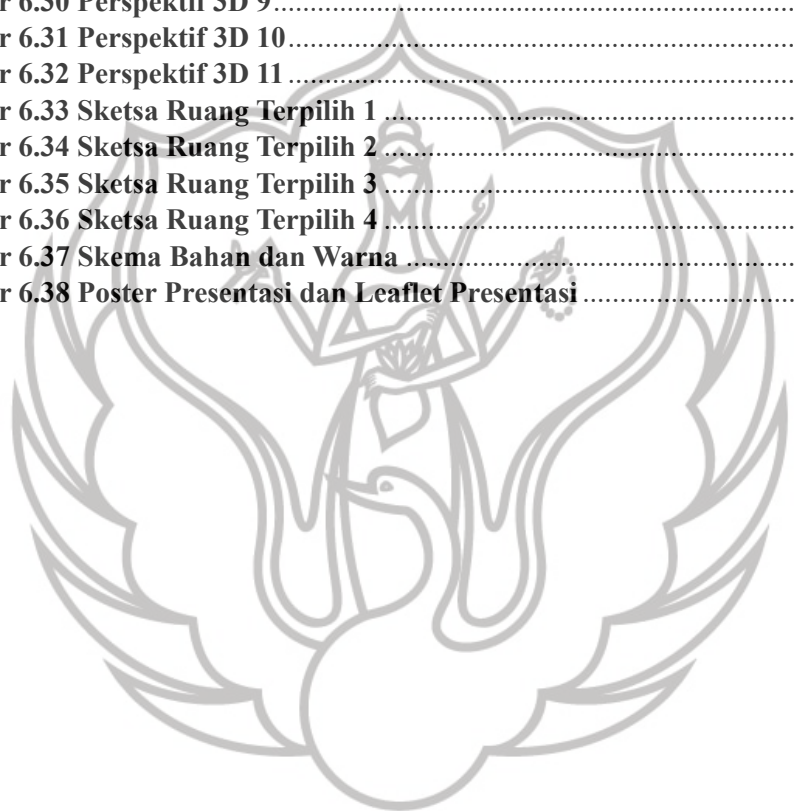 r 6.30 Perspektif 3D 9
r 6.31 Perspektif 3D 10
r 6.32 Perspektif 3D 11
r 6.33 Sketsa Ruang Terpilih 1
r 6.34 Sketsa Ruang Terpilih 2
r 6.35 Sketsa Ruang Terpilih 3
r 6.36 Sketsa Ruang Terpilih 4
r 6.37 Skema Bahan dan Warna
r 6.38 Poster Presentasi dan Leaflet Presentasi